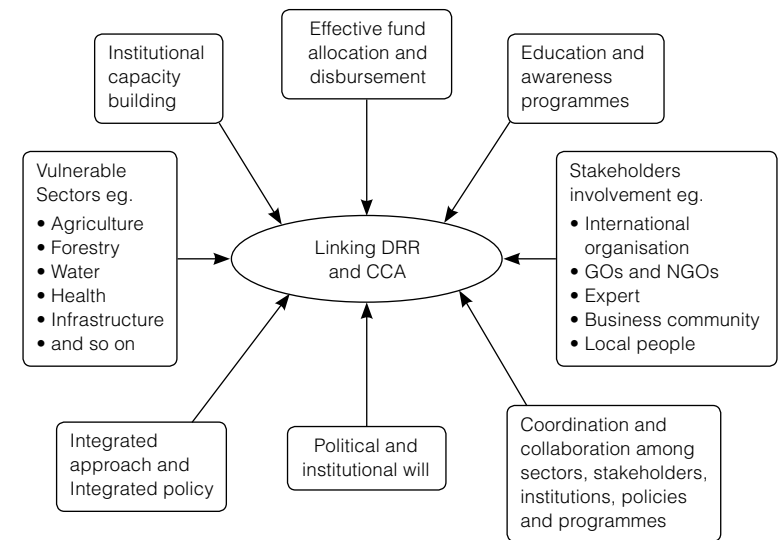 Institutional
capacity
building
Effective fund
allocation and
disbursement
Education and
awareness
programmes
Vulnerable
Sectors eg.
• Agriculture
• Forestry
• Water
• Health
• Infrastructure
• and so on
Linking DRR
and CCA
Stakeholders
involvement eg.
• International
organisation
• GOs and NGOs
• Expert
• Business community
• Local people
Integrated
approach and
Integrated policy
Political and
institutional will
Coordination and
collaboration among
sectors, stakeholders,
institutions, policies
and programmes